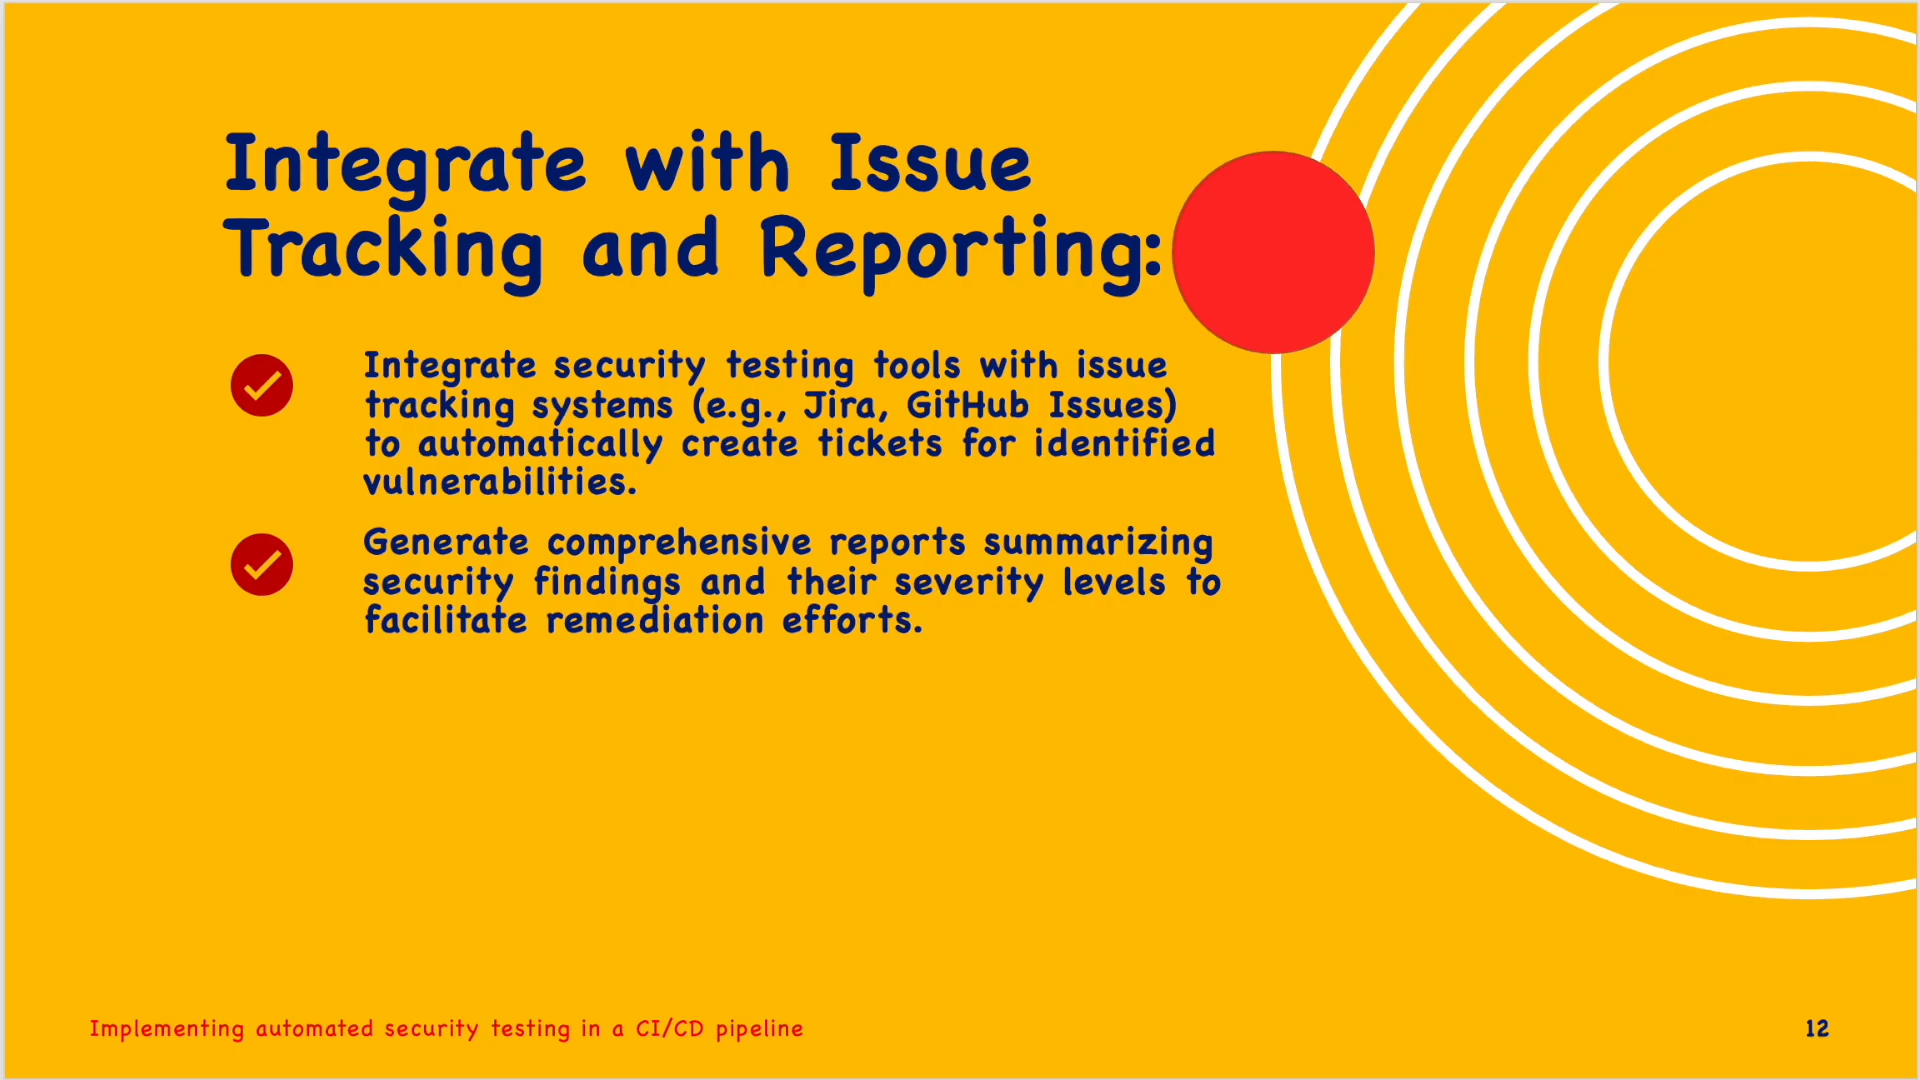 Integrate with Issue
Tracking and Reporting:
Integrate security testing tools with issue
tracking systems (e.g., Jira, GitHub Issues)
to automatically create tickets for identified
vulnerabilities.
Generate comprehensive reports summarizing
security findings and their severity levels to
facilitate remediation efforts.
Implementing automated security testing in a CI/CD pipeline
12